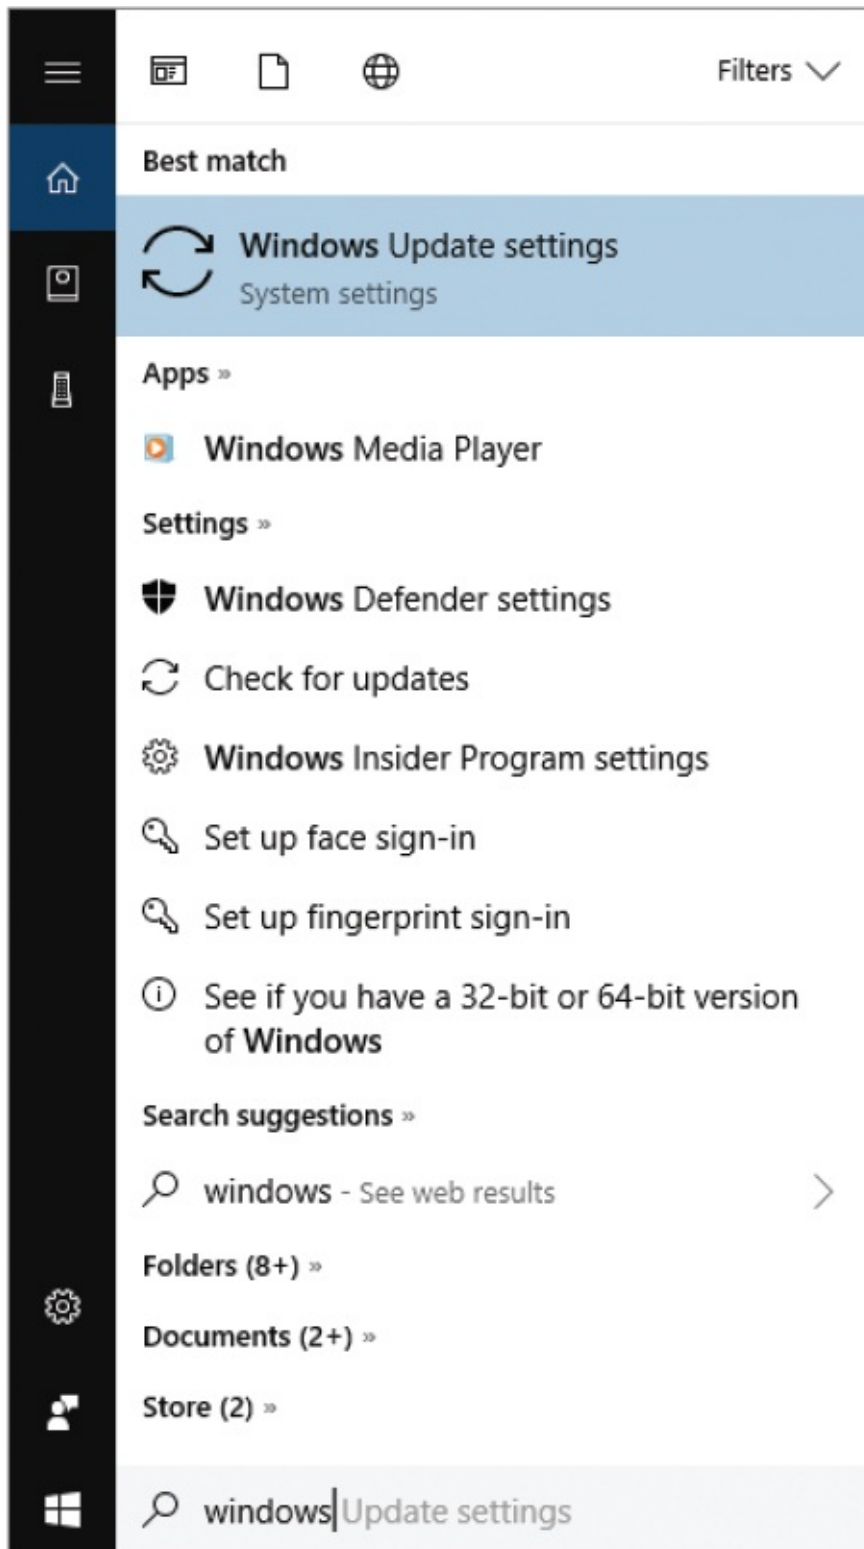 Filters
Best match
Windows Update settings
System settings
Apps »
Windows Media Player
Settings »
Windows Defender settings
Check for updates
Windows Insider Program settings
Set up face sign-in
Set up fingerprint sign-in
See if you have a 32-bit or 64-bit version
of Windows
Search suggestions »
windows - See web results
Folders (8+) »
Documents (2+) »
Store (2) »
windows Update settings